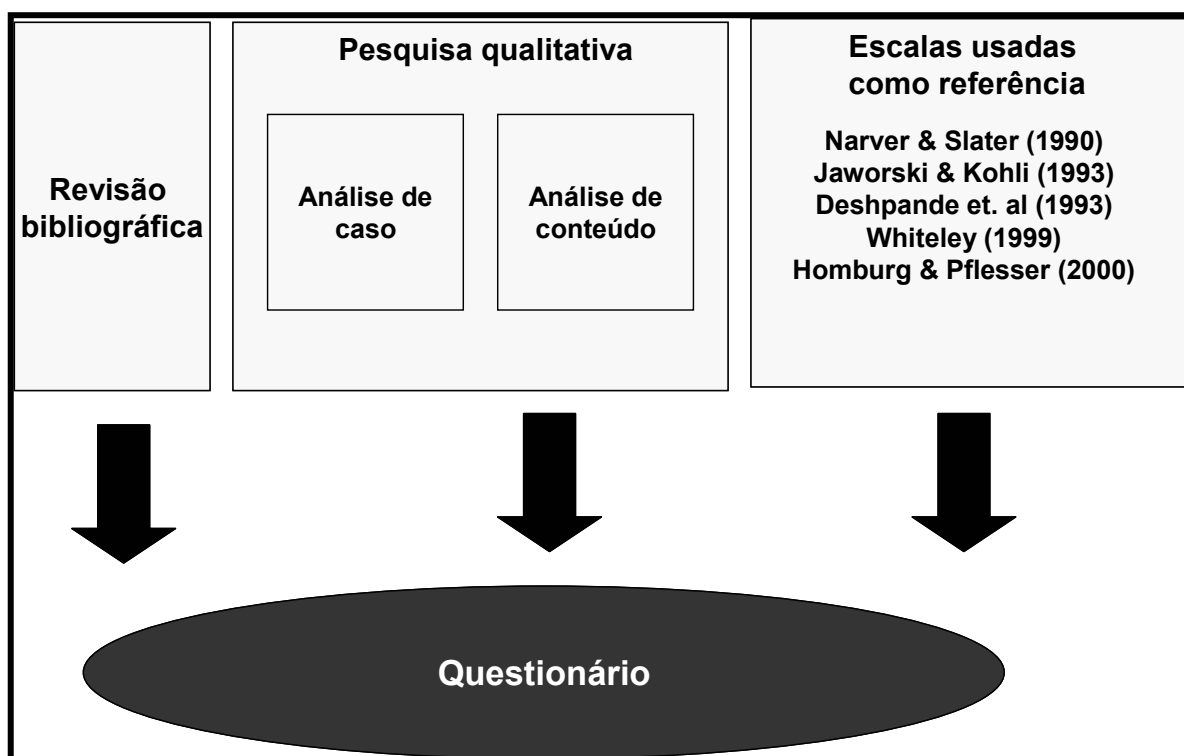 Revisão
bibliográfica
Pesquisa qualitativa
Análise de
caso
Análise de
conteúdo
Escalas usadas
como referência
Narver & Slater (1990)
Jaworski & Kohli (1993)
Deshpande et. al (1993)
Whiteley (1999)
Homburg & Pflesser (2000)
Questionário